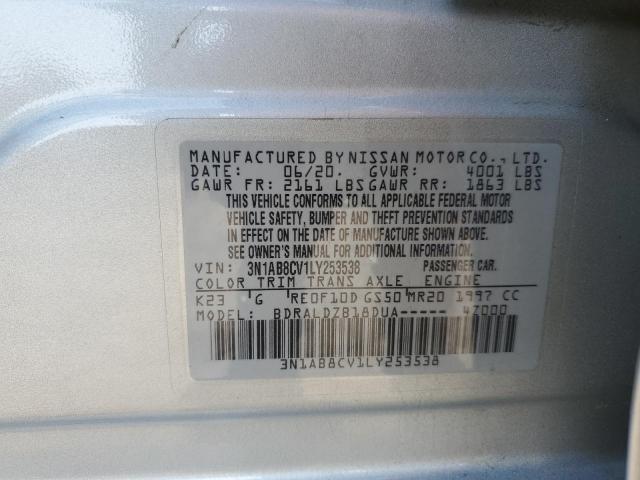 MANUFACTURED BY NISSAN MOTOR CO., LTD.
DATE: 06/20. GVWR: 4001 LBS
GAWR FR: 2161 LBS GAWR RR: 1863 LBS
THIS VEHICLE CONFORMS TO ALL APPLICABLE FEDERAL MOTOR
VEHICLE SAFETY, BUMPER AND THEFT PREVENTION STANDARDS
IN EFFECT ON THE DATE OF MANUFACTURE SHOWN ABOVE.
SEE OWNER'S MANUAL FOR ADDITIONAL INFORMATION.
VIN: 3N1AB8CV1LY253538 PASSENGER CAR.
COLOR TRIM TRANS AXLE ENGINE
K23 G RE0F10D GS50 MR20 1997 CC
MODEL: BDRALDZB18DUA----- 4Z000
3N1AB8CV1LY253538